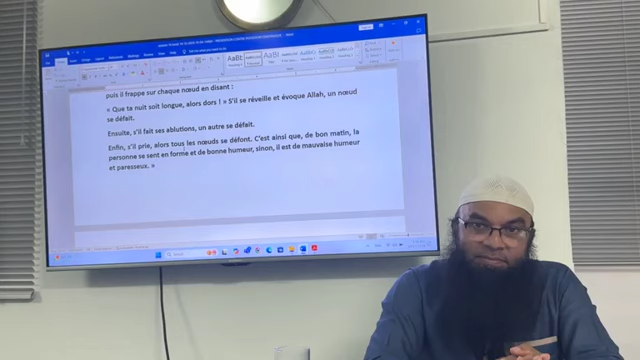 puis il frappe sur chaque nœud en disant :
« Que ta nuit soit longue, alors dors ! » S'il se réveille et évoque Allah, un nœud
se défait.
Ensuite, s'il fait ses ablutions, un autre se défait.
Enfin, s'il prie, alors tous les nœuds se défont. C'est ainsi que, de bon matin, la
personne se sent en forme et de bonne humeur, sinon, il est de mauvaise humeur
et paresseux. »